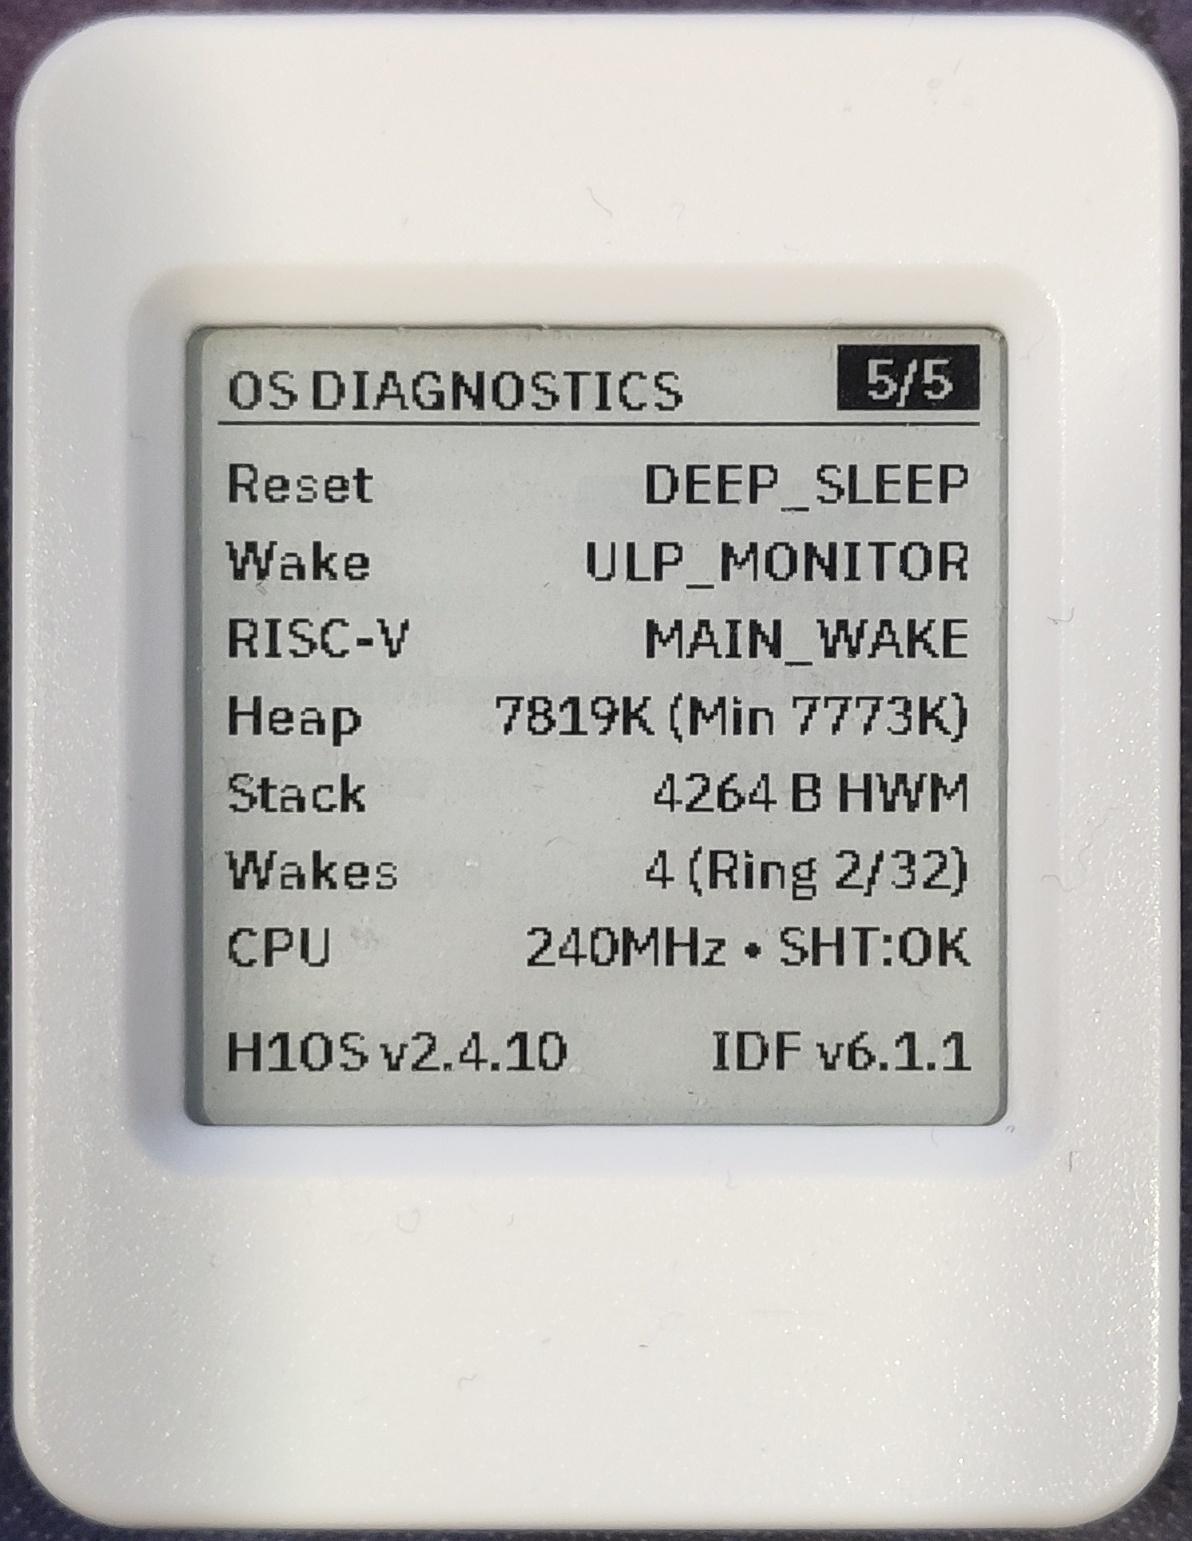 OS DIAGNOSTICS 5/5
Reset DEEP_SLEEP
Wake ULP_MONITOR
RISC-V MAIN_WAKE
Heap 7819K (Min 7773K)
Stack 4264 B HWM
Wakes 4 (Ring 2/32)
CPU 240MHz • SHT:OK
H1OS v2.4.10 IDF v6.1.1